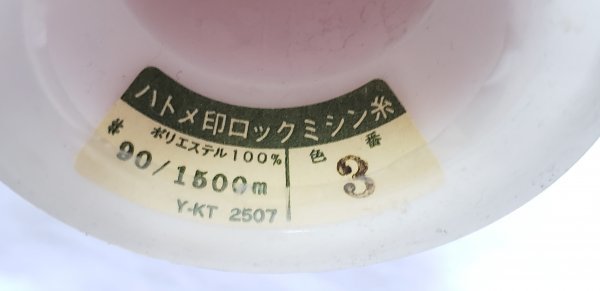 ハトメ印ロックミシン糸
ポリエステル100%
# 90/1500m
Y-KT 2507
色番
3